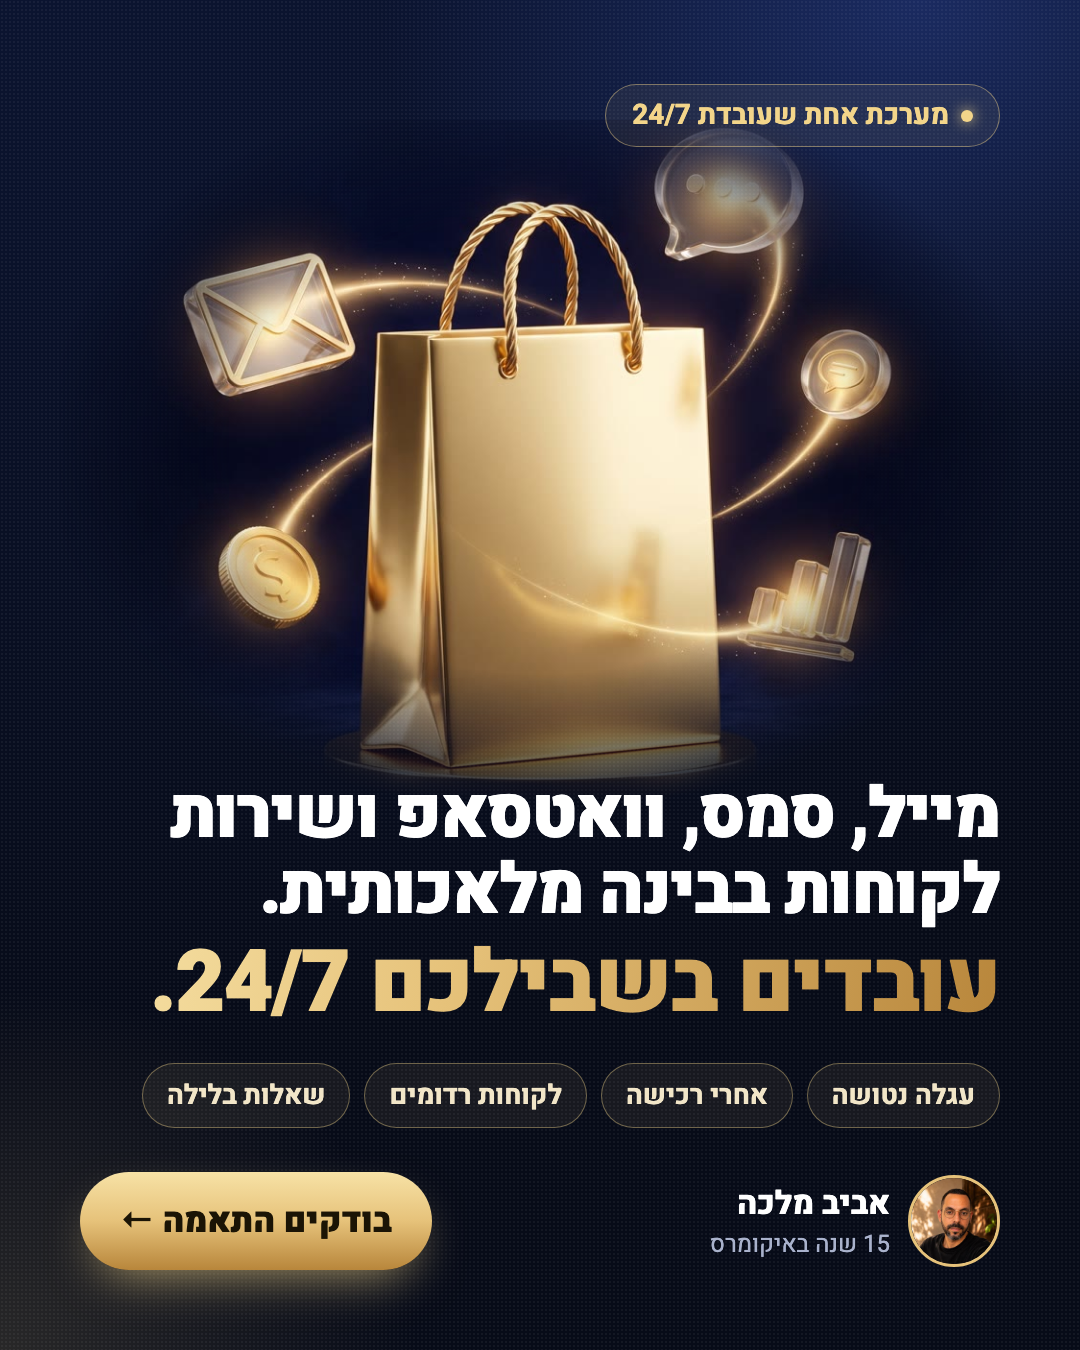 מערכת אחת שעובדת 24/7
מייל, סמס, וואטסאפ ושירות
לקוחות בבינה מלאכותית.
עובדים בשבילכם 24/7.
עגלה נטושה
אחרי רכישה
לקוחות רדומים
שאלות בלילה
אביב מלכה
15 שנה באיקומרס
בודקים התאמה ←